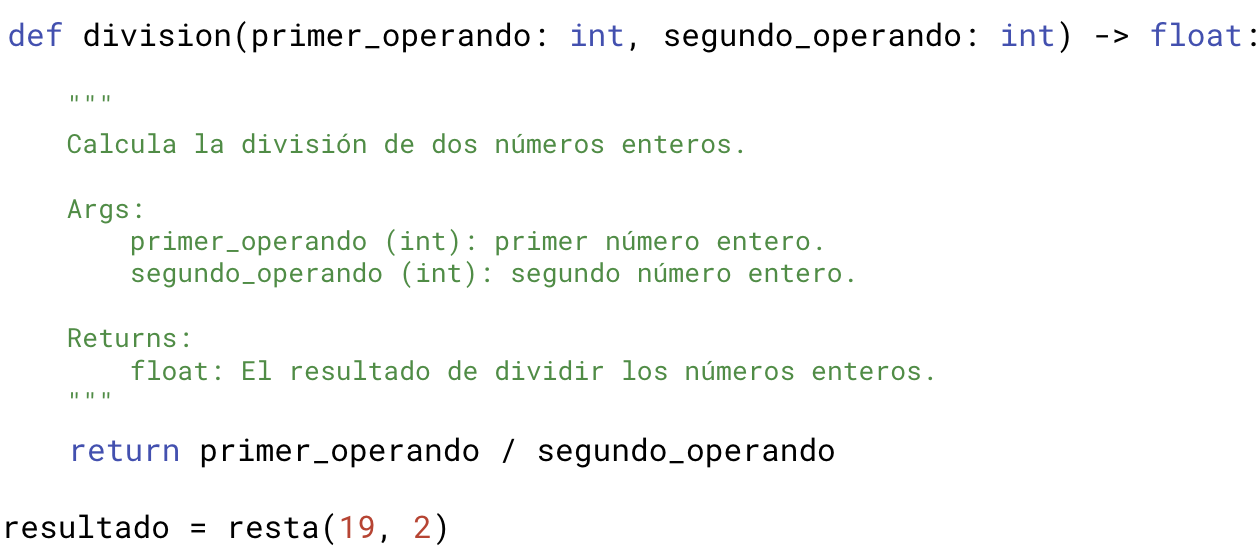 def division(primer_operando: int, segundo_operando: int) -> float:
"""
Calcula la división de dos números enteros.
Args:
primer_operando (int): primer número entero.
segundo_operando (int): segundo número entero.
Returns:
float: El resultado de dividir los números enteros.
"""
return primer_operando / segundo_operando
resultado = resta(19, 2)